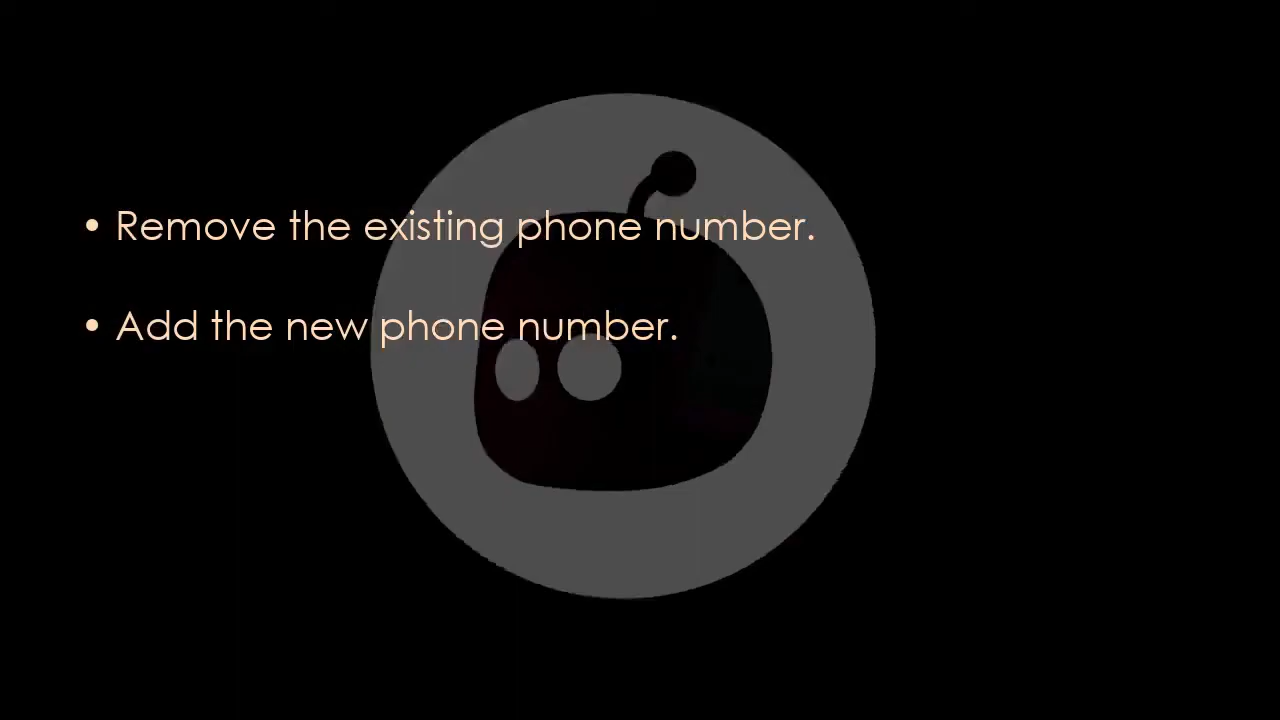 • Remove the existing phone number.
• Add the new phone number.